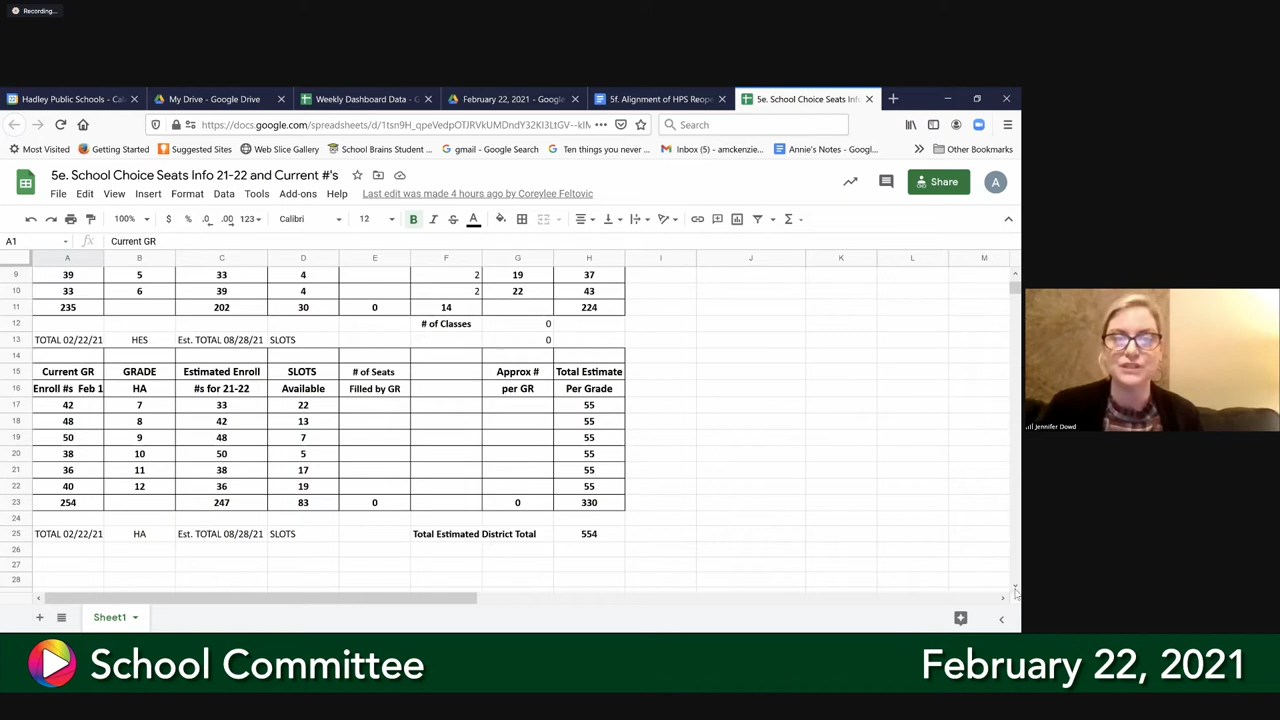 Recording...
Hadley Public Schools - Cal
My Drive - Google Drive
Weekly Dashboard Data - G
February 22, 2021 - Google
5f. Alignment of HPS Reope
5e. School Choice Seats Info
https://docs.google.com/spreadsheets/d/1tsn9H_qpeVedpOTJRVkUMDndY32KI3LtGV--klM
Search
Most Visited
Getting Started
Suggested Sites
Web Slice Gallery
School Brains Student ...
gmail - Google Search
Ten things you never ...
Inbox (5) - amckenzie...
Annie's Notes - Googl...
Other Bookmarks
5e. School Choice Seats Info 21-22 and Current #'s
File Edit View Insert Format Data Tools Add-ons Help Last edit was made 4 hours ago by Coreylee Feltovic
Share
A
100% $ % .0 .00 123 Calibri 12 B I S A
A1 fx Current GR
A B C D E F G H I J K L M
9 39 5 33 4 2 19 37
10 33 6 39 4 2 22 43
11 235 202 30 0 14 224
12 # of Classes 0
13 TOTAL 02/22/21 HES Est. TOTAL 08/28/21 SLOTS 0
14
15 Current GR GRADE Estimated Enroll SLOTS # of Seats Approx # Total Estimate
16 Enroll #s Feb 1 HA #s for 21-22 Available Filled by GR per GR Per Grade
17 42 7 33 22 55
18 48 8 42 13 55
19 50 9 48 7 55
20 38 10 50 5 55
21 36 11 38 17 55
22 40 12 36 19 55
23 254 247 83 0 0 330
24
25 TOTAL 02/22/21 HA Est. TOTAL 08/28/21 SLOTS Total Estimated District Total 554
26
27
28
Sheet1
Jennifer Dowd
School Committee
February 22, 2021